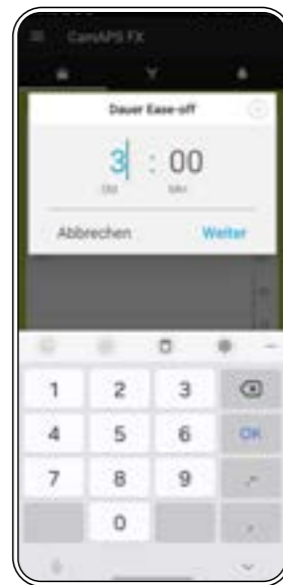 CamAPS FX
Dauer Ease-off
3 : 00
Std Min
Abbrechen Weiter
1 2 3
4 5 6 OK
7 8 9 .-
0 ,